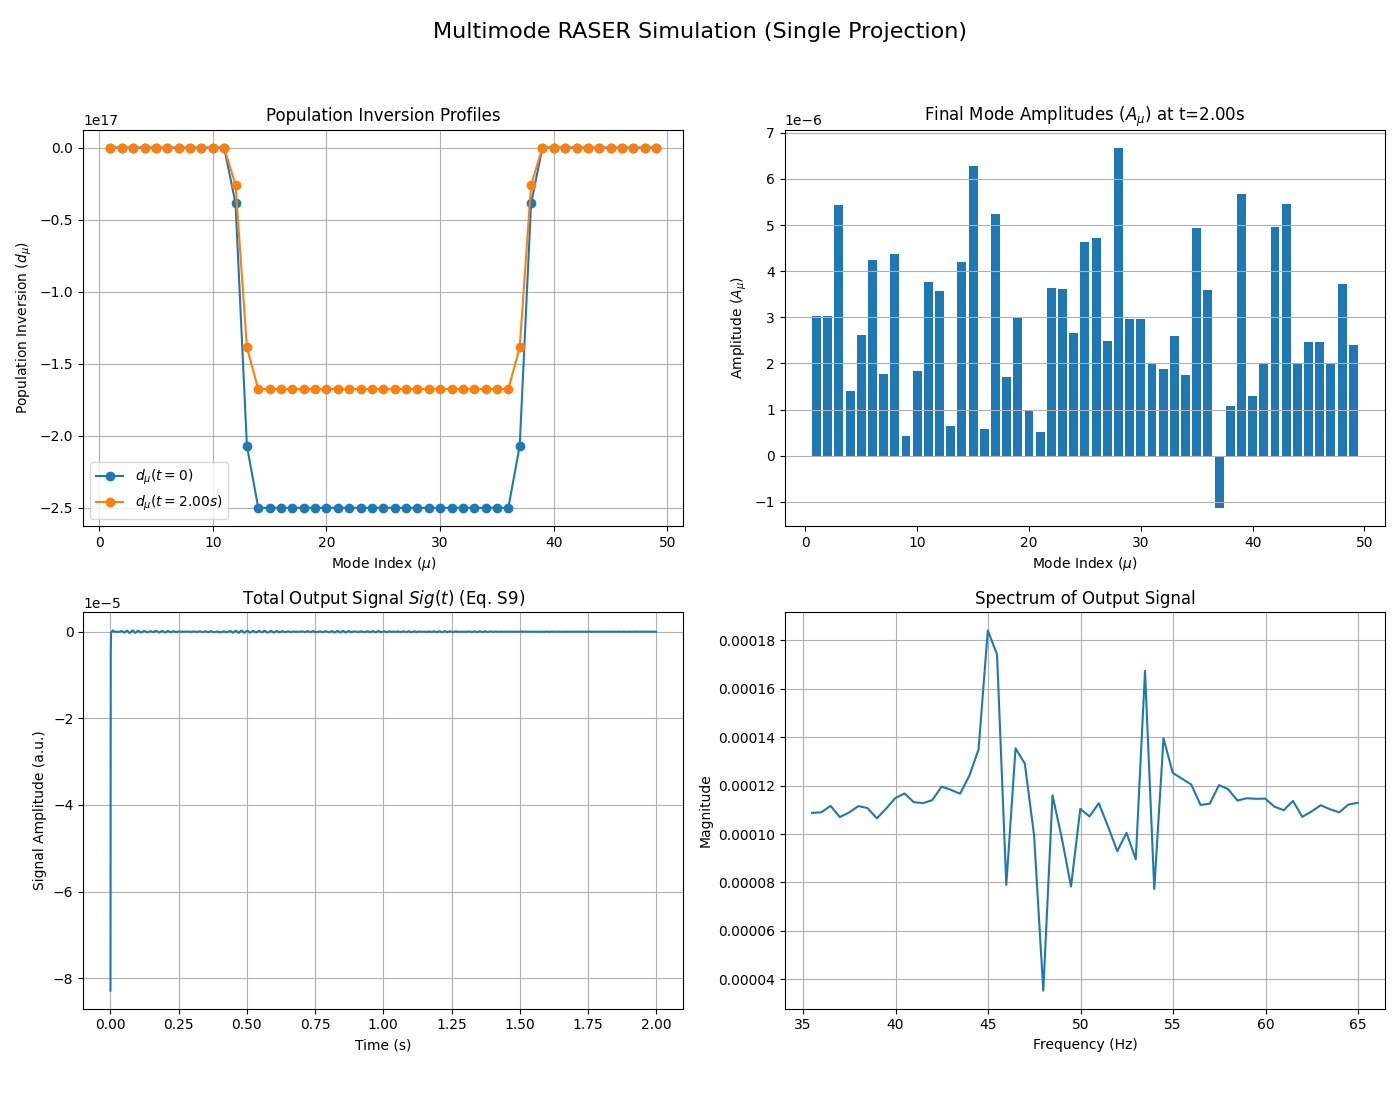 Multimode RASER Simulation (Single Projection)
Population Inversion Profiles
1e17
0.0
−0.5
−1.0
−1.5
−2.0
−2.5
Population Inversion (dμ)
dμ(t = 0)
dμ(t = 2.00s)
0 10 20 30 40 50
Mode Index (μ)
Final Mode Amplitudes (Aμ) at t=2.00s
1e−6
7
6
5
4
3
2
1
0
−1
Amplitude (Aμ)
0 10 20 30 40 50
Mode Index (μ)
Total Output Signal Sig(t) (Eq. S9)
1e−5
0
−2
−4
−6
−8
Signal Amplitude (a.u.)
0.00 0.25 0.50 0.75 1.00 1.25 1.50 1.75 2.00
Time (s)
Spectrum of Output Signal
0.00018
0.00016
0.00014
0.00012
0.00010
0.00008
0.00006
0.00004
Magnitude
35 40 45 50 55 60 65
Frequency (Hz)